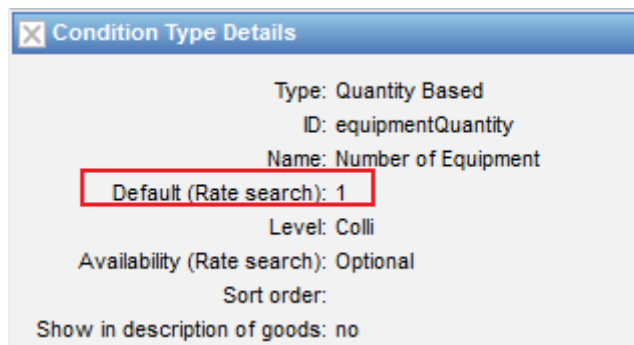 Condition Type Details
Type: Quantity Based
ID: equipmentQuantity
Name: Number of Equipment
Default (Rate search): 1
Level: Colli
Availability (Rate search): Optional
Sort order:
Show in description of goods: no